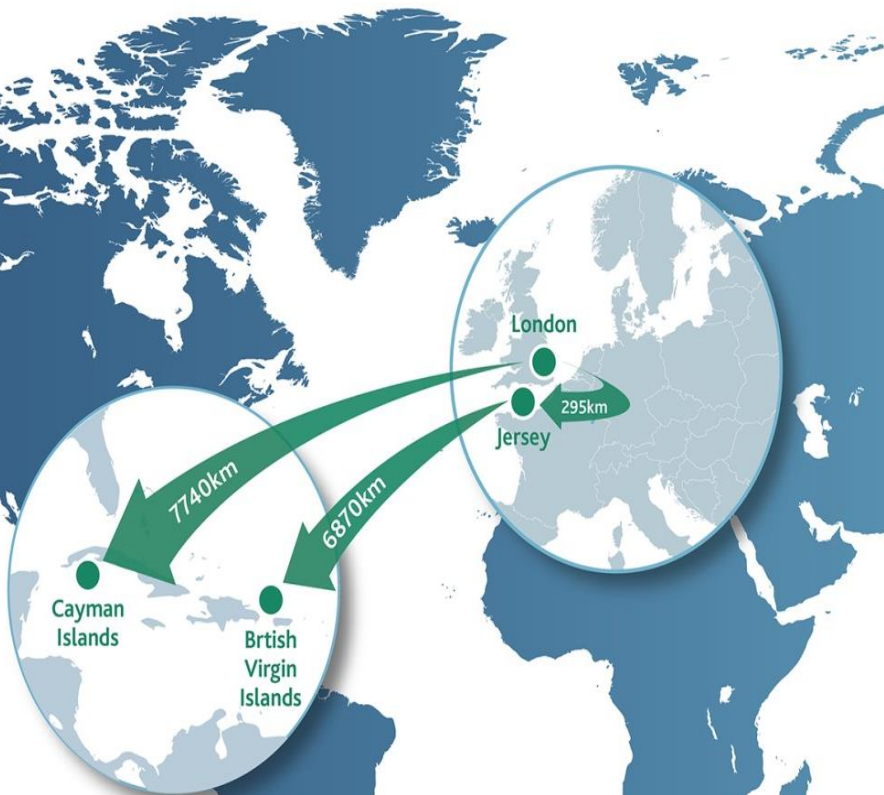 London
295km
Jersey
7740km
6870km
Cayman
Islands
Brtish
Virgin
Islands